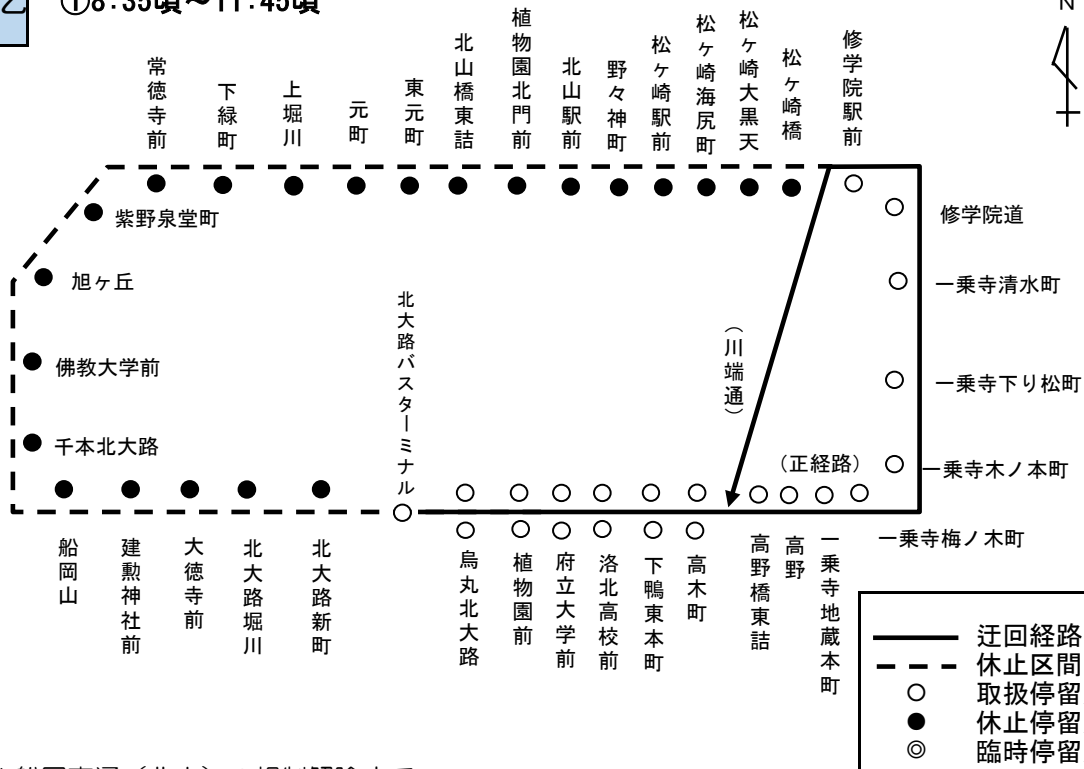 乙
①8:35頃～11:45頃
N
常徳寺前
下緑町
上堀川
元町
東元町
北山橋東詰
植物園北門前
北山駅前
野々神町
松ヶ崎駅前
松ヶ崎海尻町
松ヶ崎大黒天
松ヶ崎橋
修学院駅前
紫野泉堂町
旭ヶ丘
佛教大学前
千本北大路
修学院道
一乗寺清水町
一乗寺下り松町
一乗寺木ノ本町
一乗寺梅ノ木町
北大路バスターミナル
（川端通）
（正経路）
船岡山
建勲神社前
大徳寺前
北大路堀川
北大路新町
烏丸北大路
植物園前
府立大学前
洛北高校前
下鴨東本町
高木町
高野橋東詰
高野
一乗寺地蔵本町
迂回経路
休止区間
取扱停留
休止停留
臨時停留